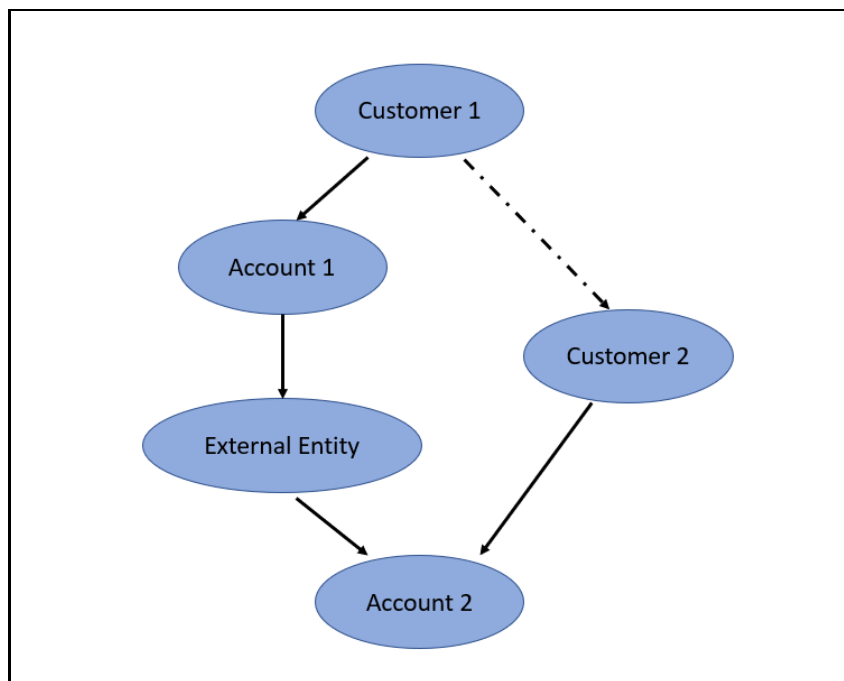 Customer 1
Account 1
Customer 2
External Entity
Account 2